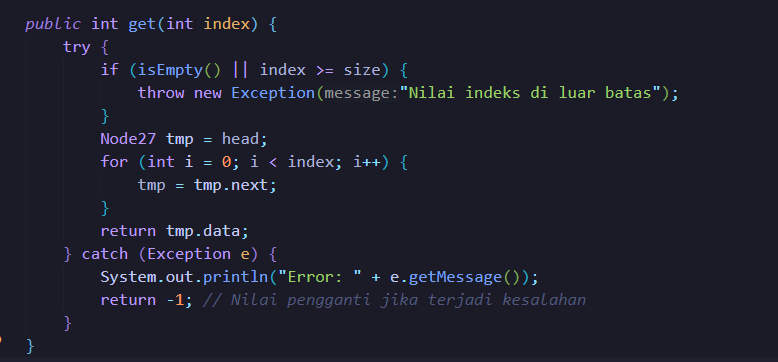 public int get(int index) {
    try {
        if (isEmpty() || index >= size) {
            throw new Exception(message:"Nilai indeks di luar batas");
        }
        Node27 tmp = head;
        for (int i = 0; i < index; i++) {
            tmp = tmp.next;
        }
        return tmp.data;
    } catch (Exception e) {
        System.out.println("Error: " + e.getMessage());
        return -1; // Nilai pengganti jika terjadi kesalahan
    }
}